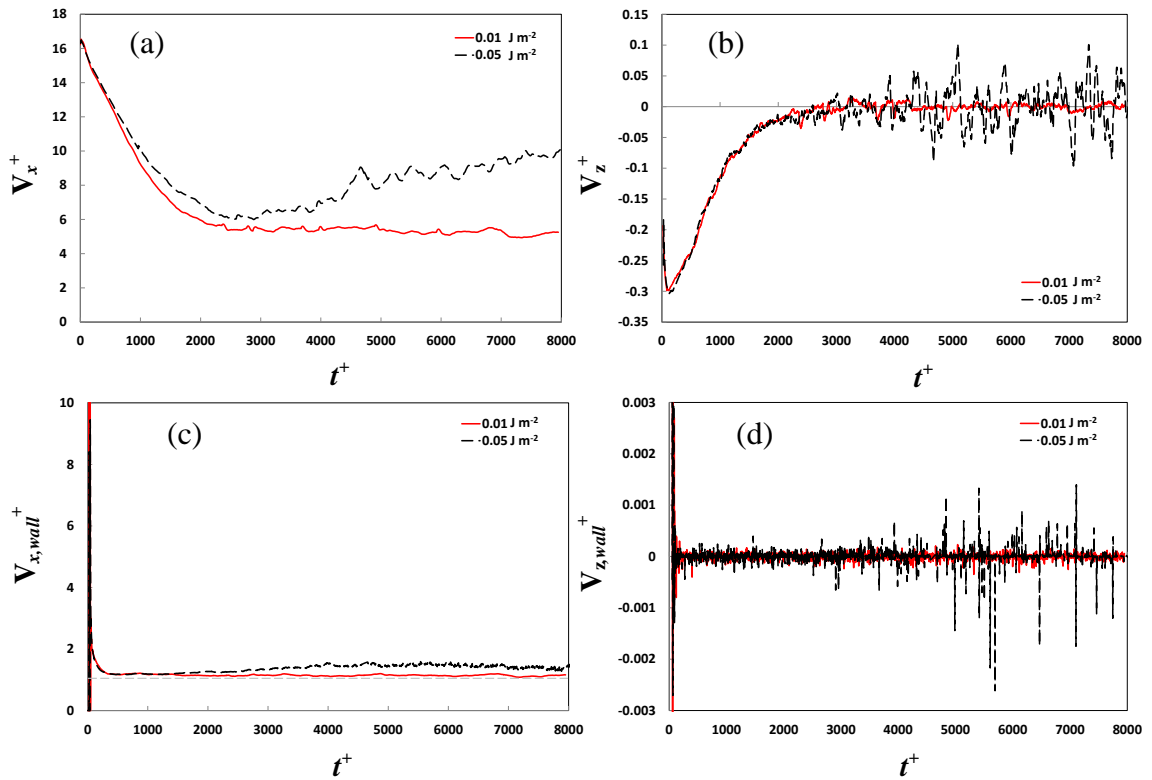 18
16
14
12
10
8
6
4
2
0
V_x^+
(a)
0.01 J m⁻²
0.05 J m⁻²
0 1000 2000 3000 4000 5000 6000 7000 8000
t⁺
0.15
0.1
0.05
0
-0.05
-0.1
-0.15
-0.2
-0.25
-0.3
-0.35
V_z^+
(b)
0.01 J m⁻²
0.05 J m⁻²
0 1000 2000 3000 4000 5000 6000 7000 8000
t⁺
10
8
6
4
2
0
V_{x,wall}^+
(c)
0.01 J m⁻²
0.05 J m⁻²
0 1000 2000 3000 4000 5000 6000 7000 8000
t⁺
0.003
0.002
0.001
0
-0.001
-0.002
-0.003
V_{z,wall}^+
(d)
0.01 J m⁻²
0.05 J m⁻²
0 1000 2000 3000 4000 5000 6000 7000 8000
t⁺